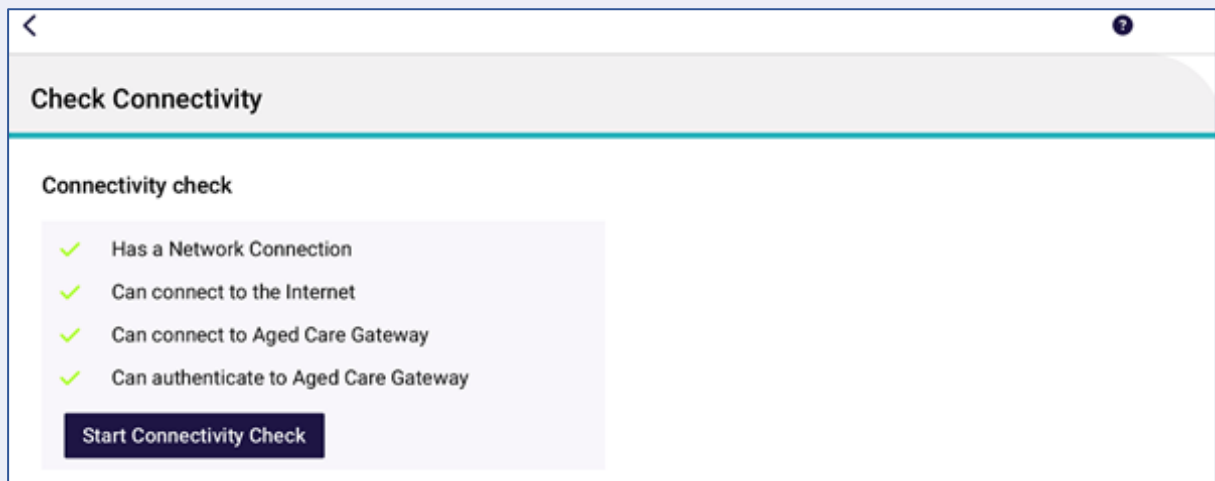 Check Connectivity
Connectivity check
Has a Network Connection
Can connect to the Internet
Can connect to Aged Care Gateway
Can authenticate to Aged Care Gateway
Start Connectivity Check